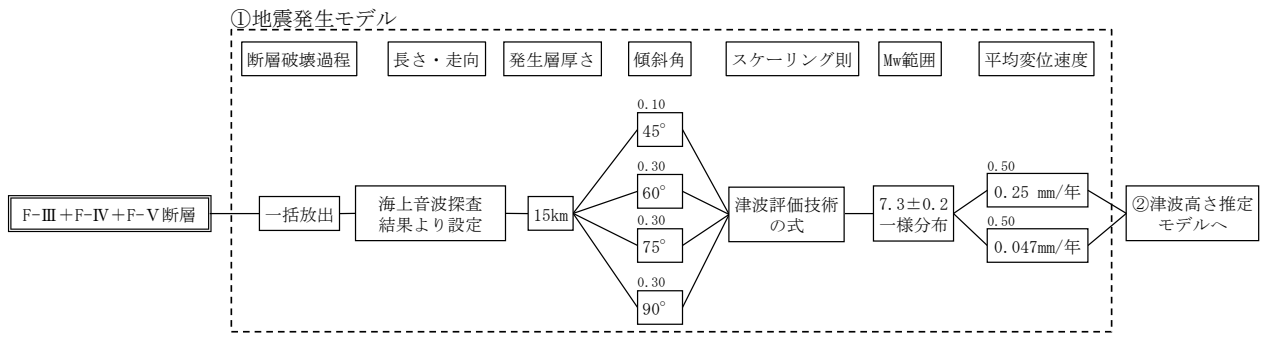 ①地震発生モデル
断層破壊過程
長さ・走向
発生層厚さ
傾斜角
スケーリング則
Mw範囲
平均変位速度
F-Ⅲ＋F-Ⅳ＋F-Ⅴ断層
一括放出
海上音波探査
結果より設定
15km
0.10
45°
0.30
60°
0.30
75°
0.30
90°
津波評価技術
の式
7.3±0.2
一様分布
0.50
0.25 mm/年
0.50
0.047mm/年
②津波高さ推定
モデルへ